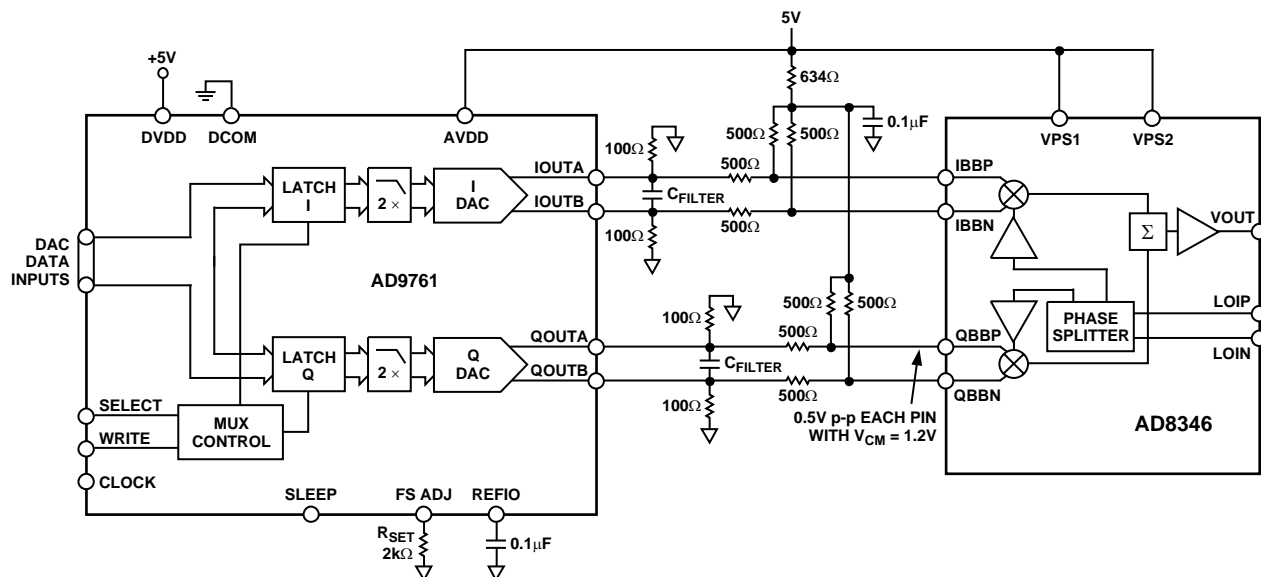 5V
+5V
634Ω
DVDD
DCOM
AVDD
500Ω
500Ω
0.1µF
VPS1
VPS2
100Ω
IOUTA
500Ω
IBBP
LATCH
I
2 ×
I
DAC
CFILTER
IOUTB
500Ω
IBBN
VOUT
Σ
100Ω
DAC
DATA
INPUTS
AD9761
500Ω
500Ω
LOIP
PHASE
SPLITTER
LOIN
100Ω
QOUTA
500Ω
QBBP
LATCH
Q
2 ×
Q
DAC
CFILTER
QOUTB
500Ω
QBBN
100Ω
0.5V p-p EACH PIN
WITH VCM = 1.2V
AD8346
SELECT
MUX
CONTROL
WRITE
CLOCK
SLEEP
FS ADJ
REFIO
RSET
2kΩ
0.1µF